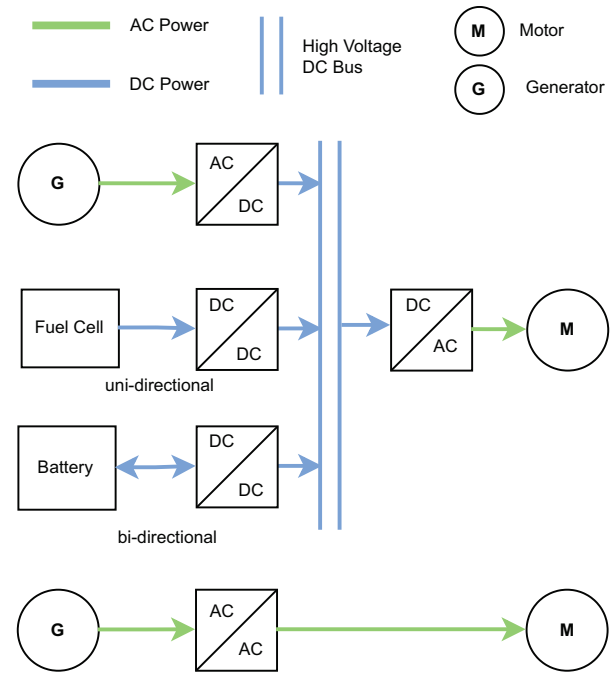 AC Power
DC Power
High Voltage
DC Bus
M
Motor
G
Generator
G
AC
DC
Fuel Cell
DC
DC
uni-directional
DC
AC
M
Battery
DC
DC
bi-directional
G
AC
AC
M